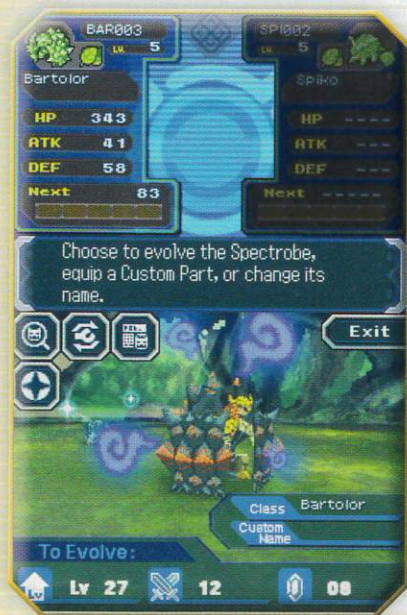 BAR003
Lv. 5
Bartolor
HP 343
ATK 41
DEF 58
Next 83
SPI002
Lv. 5
Spiko
HP ---
ATK ---
DEF ---
Next -----
Choose to evolve the Spectrobe,
equip a Custom Part, or change its
name.
Exit
Class Bartolor
Custom
Name
To Evolve:
Lv Lv 27 12 08